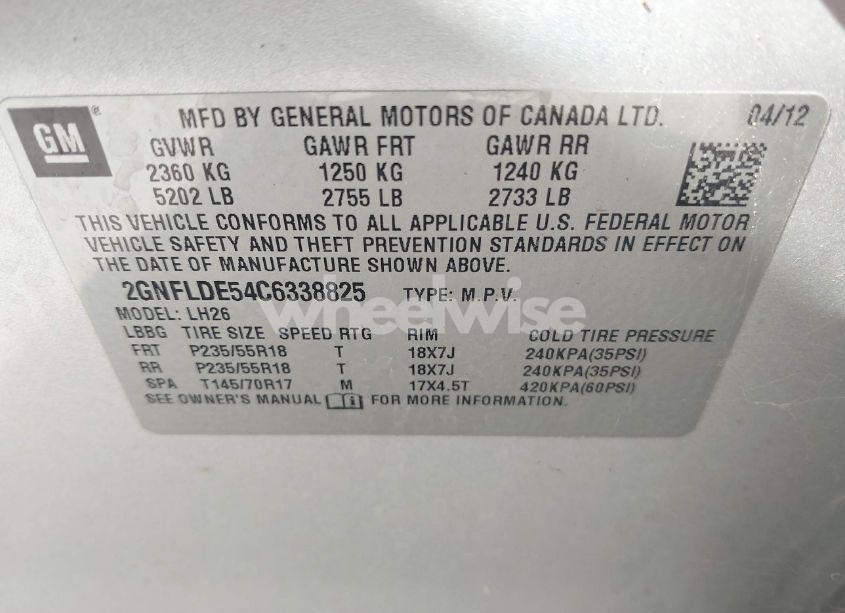 GM ® MFD BY GENERAL MOTORS OF CANADA LTD. 04/12
GVWR GAWR FRT GAWR RR
2360 KG 1250 KG 1240 KG
5202 LB 2755 LB 2733 LB
THIS VEHICLE CONFORMS TO ALL APPLICABLE U.S. FEDERAL MOTOR
VEHICLE SAFETY AND THEFT PREVENTION STANDARDS IN EFFECT ON
THE DATE OF MANUFACTURE SHOWN ABOVE.
2GNFLDE54C6338825 TYPE: M.P.V.
wheelwise
MODEL: LH26
LBBG TIRE SIZE SPEED RTG RIM COLD TIRE PRESSURE
FRT P235/55R18 T 18X7J 240KPA(35PSI)
RR P235/55R18 T 18X7J 240KPA(35PSI)
SPA T145/70R17 M 17X4.5T 420KPA(60PSI)
SEE OWNER'S MANUAL FOR MORE INFORMATION.